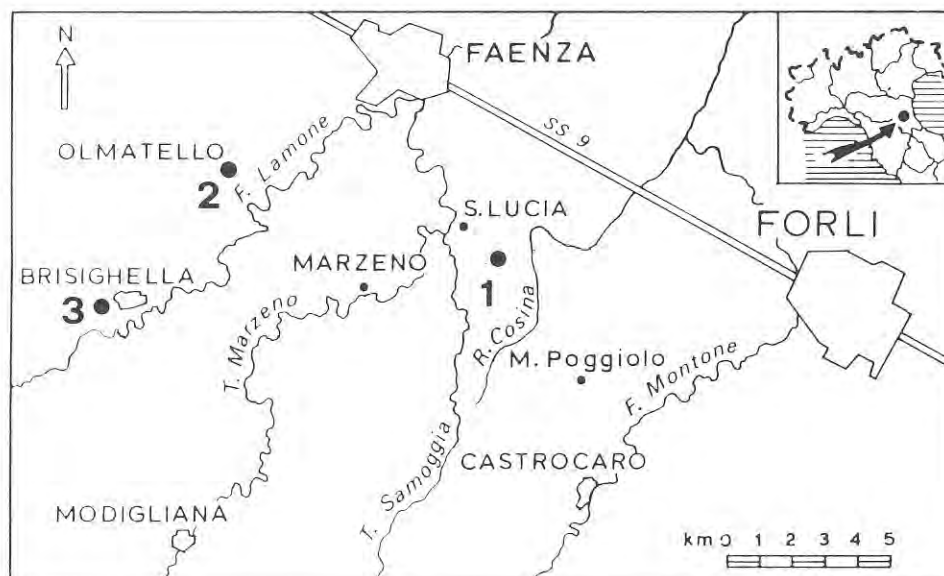 N
FAENZA
SS 9
OLMATELLO
2
F. Lamone
S. LUCIA
FORLI
BRISIGHELLA
3
MARZENO
1
T. Marzeno
R. Cosina
M. Poggiolo
F. Montone
T. Samoggia
CASTROCARO
MODIGLIANA
km 0 1 2 3 4 5